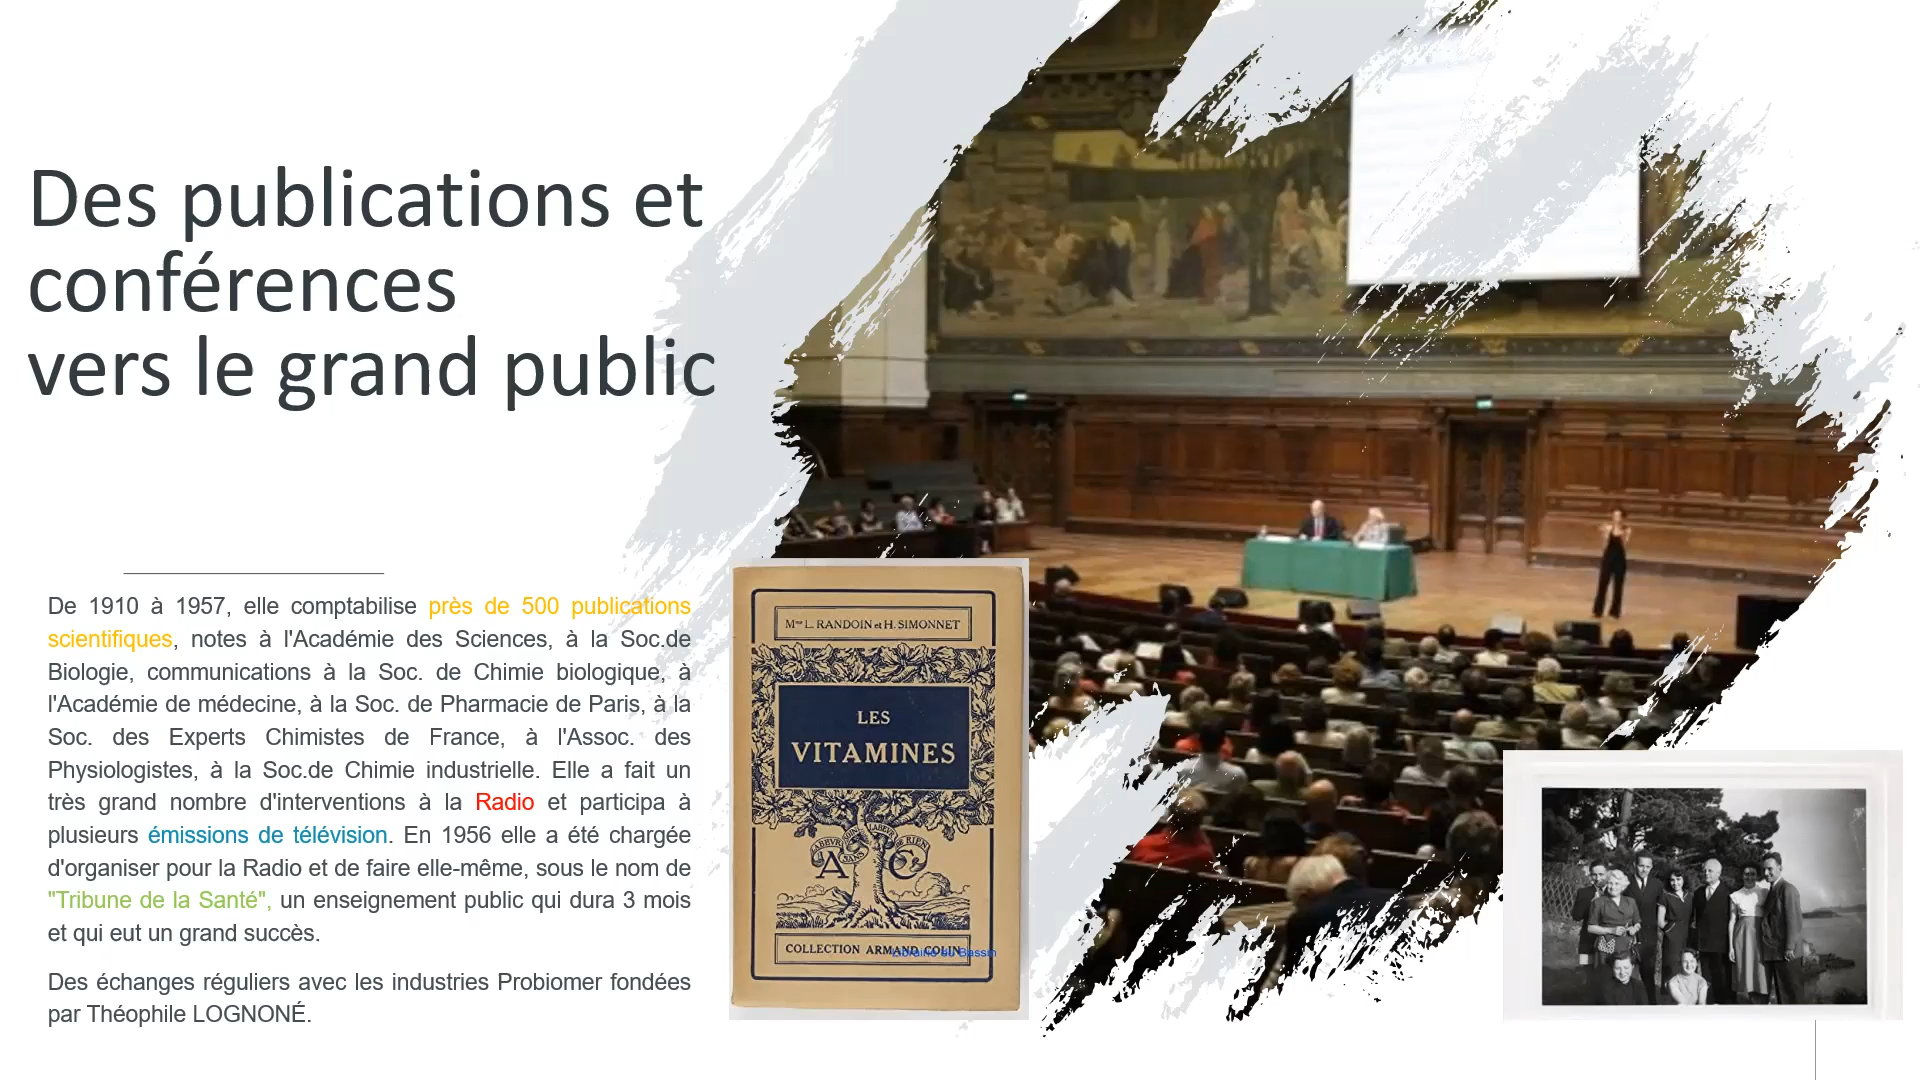 Des publications et
conférences
vers le grand public
De 1910 à 1957, elle comptabilise près de 500 publications
scientifiques, notes à l'Académie des Sciences, à la Soc.de
Biologie, communications à la Soc. de Chimie biologique, à
l'Académie de médecine, à la Soc. de Pharmacie de Paris, à la
Soc. des Experts Chimistes de France, à l'Assoc. des
Physiologistes, à la Soc.de Chimie industrielle. Elle a fait un
très grand nombre d'interventions à la Radio et participa à
plusieurs émissions de télévision. En 1956 elle a été chargée
d'organiser pour la Radio et de faire elle-même, sous le nom de
"Tribune de la Santé", un enseignement public qui dura 3 mois
et qui eut un grand succès.
Des échanges réguliers avec les industries Probiomer fondées
par Théophile LOGNONÉ.
Mme L. RANDOIN et H. SIMONNET
LES
VITAMINES
A C
COLLECTION ARMAND COLIN
Librairie du Bassin